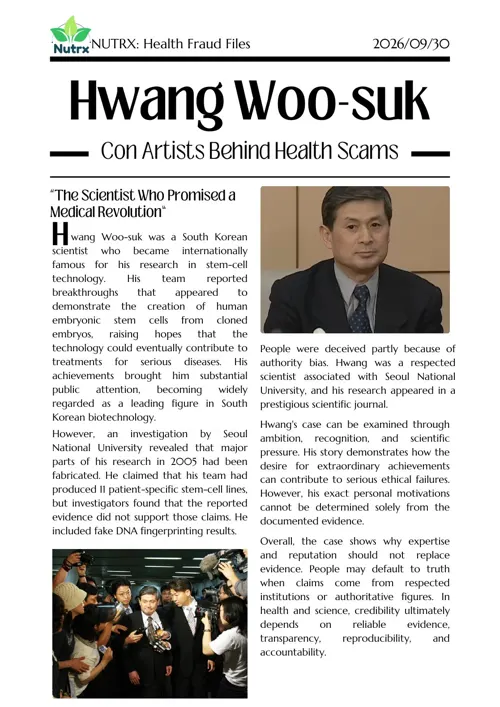 Nutrx
NUTRX: Health Fraud Files
2026/09/30
Hwang Woo-suk
Con Artists Behind Health Scams
"The Scientist Who Promised a
Medical Revolution"
Hwang Woo-suk was a South Korean
scientist who became internationally
famous for his research in stem-cell
technology. His team reported
breakthroughs that appeared to
demonstrate the creation of human
embryonic stem cells from cloned
embryos, raising hopes that the
technology could eventually contribute to
treatments for serious diseases. His
achievements brought him substantial
public attention, becoming widely
regarded as a leading figure in South
Korean biotechnology.
However, an investigation by Seoul
National University revealed that major
parts of his research in 2005 had been
fabricated. He claimed that his team had
produced 11 patient-specific stem-cell lines,
but investigators found that the reported
evidence did not support those claims. He
included fake DNA fingerprinting results.
People were deceived partly because of
authority bias. Hwang was a respected
scientist associated with Seoul National
University, and his research appeared in a
prestigious scientific journal.
Hwang's case can be examined through
ambition, recognition, and scientific
pressure. His story demonstrates how the
desire for extraordinary achievements
can contribute to serious ethical failures.
However, his exact personal motivations
cannot be determined solely from the
documented evidence.
Overall, the case shows why expertise
and reputation should not replace
evidence. People may default to truth
when claims come from respected
institutions or authoritative figures. In
health and science, credibility ultimately
depends on reliable evidence,
transparency, reproducibility, and
accountability.